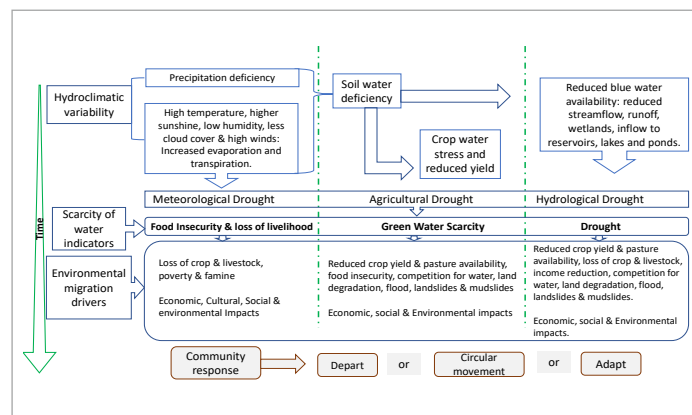 Precipitation deficiency
Hydroclimatic
variability
High temperature, higher
sunshine, low humidity, less
cloud cover & high winds:
Increased evaporation and
transpiration.
Soil water
deficiency
Crop water
stress and
reduced yield
Reduced blue water
availability: reduced
streamflow, runoff,
wetlands, inflow to
reservoirs, lakes and ponds.
Time
Meteorological Drought
Agricultural Drought
Hydrological Drought
Scarcity of
water
indicators
Food Insecurity & loss of livelihood
Green Water Scarcity
Drought
Environmental
migration
drivers
Loss of crop & livestock,
poverty & famine
Economic, Cultural, Social &
environmental Impacts
Reduced crop yield & pasture availability,
food insecurity, competition for water, land
degradation, flood, landslides & mudslides
Economic, social & Environmental impacts
Reduced crop yield & pasture
availability, loss of crop & livestock,
income reduction, competition for
water, land degradation, flood,
landslides & mudslides.
Economic, social & Environmental
impacts.
Community
response
Depart
or
Circular
movement
or
Adapt